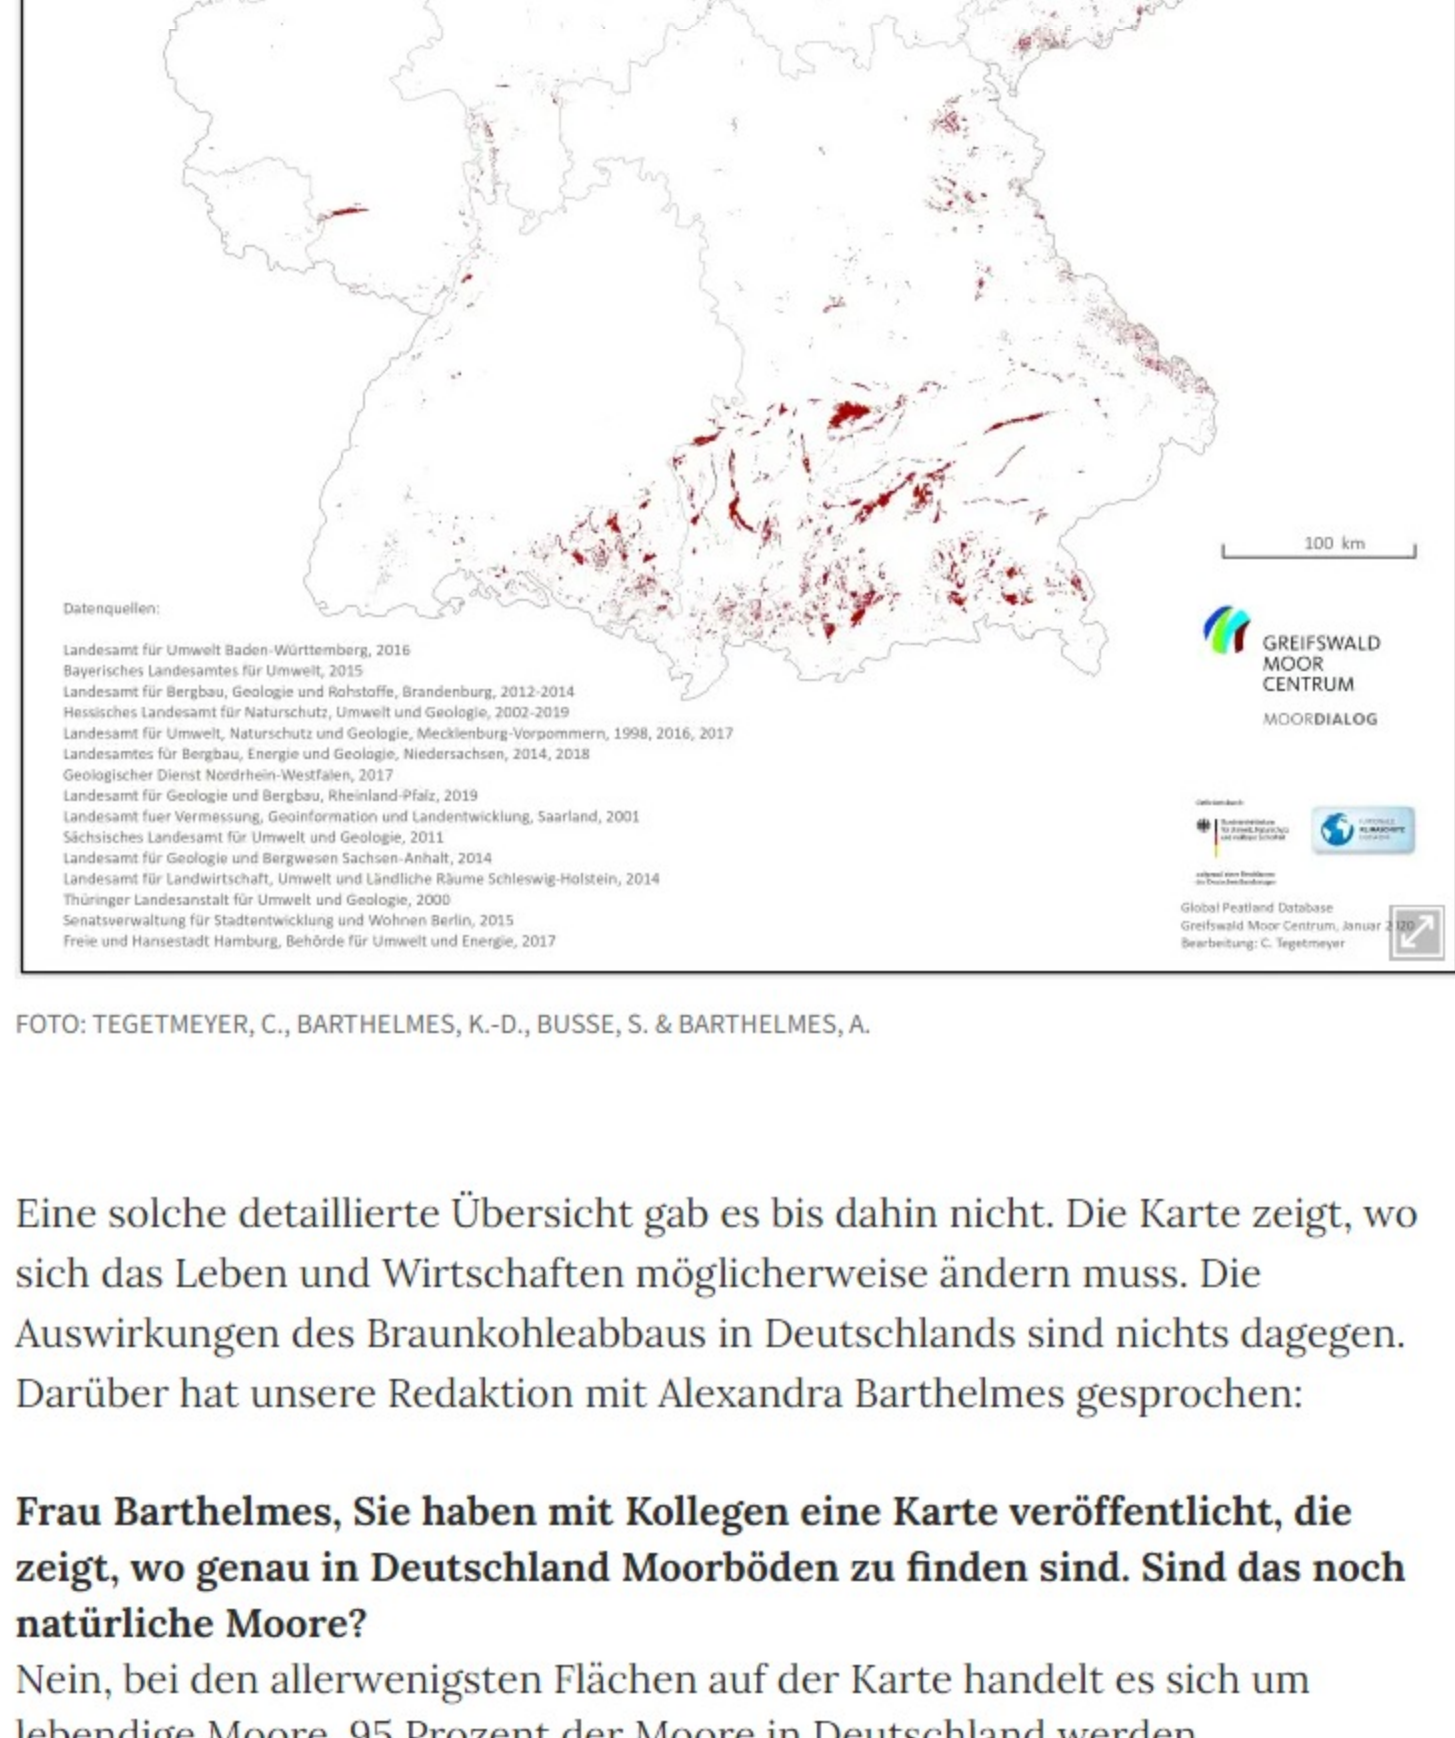 100 km
Datenquellen:
Landesamt für Umwelt Baden-Württemberg, 2016
Bayerisches Landesamtes für Umwelt, 2015
Landesamt für Bergbau, Geologie und Rohstoffe, Brandenburg, 2012-2014
Hessisches Landesamt für Naturschutz, Umwelt und Geologie, 2002-2019
Landesamt für Umwelt, Naturschutz und Geologie, Mecklenburg-Vorpommern, 1998, 2016, 2017
Landesamtes für Bergbau, Energie und Geologie, Niedersachsen, 2014, 2018
Geologischer Dienst Nordrhein-Westfalen, 2017
Landesamt für Geologie und Bergbau, Rheinland-Pfalz, 2019
Landesamt fuer Vermessung, Geoinformation und Landentwicklung, Saarland, 2001
Sächsisches Landesamt für Umwelt und Geologie, 2011
Landesamt für Geologie und Bergwesen Sachsen-Anhalt, 2014
Landesamt für Landwirtschaft, Umwelt und Ländliche Räume Schleswig-Holstein, 2014
Thüringer Landesanstalt für Umwelt und Geologie, 2000
Senatsverwaltung für Stadtentwicklung und Wohnen Berlin, 2015
Freie und Hansestadt Hamburg, Behörde für Umwelt und Energie, 2017
GREIFSWALD
MOOR
CENTRUM
MOORDIALOG
Global Peatland Database
Greifswald Moor Centrum, Januar
Bearbeitung: C. Tegetmeyer
FOTO: TEGETMEYER, C., BARTHELMES, K.-D., BUSSE, S. & BARTHELMES, A.
Eine solche detaillierte Übersicht gab es bis dahin nicht. Die Karte zeigt, wo
sich das Leben und Wirtschaften möglicherweise ändern muss. Die
Auswirkungen des Braunkohleabbaus in Deutschlands sind nichts dagegen.
Darüber hat unsere Redaktion mit Alexandra Barthelmes gesprochen:
Frau Barthelmes, Sie haben mit Kollegen eine Karte veröffentlicht, die
zeigt, wo genau in Deutschland Moorböden zu finden sind. Sind das noch
natürliche Moore?
Nein, bei den allerwenigsten Flächen auf der Karte handelt es sich um
lebendige Moore. 95 Prozent der Moore in Deutschland werden